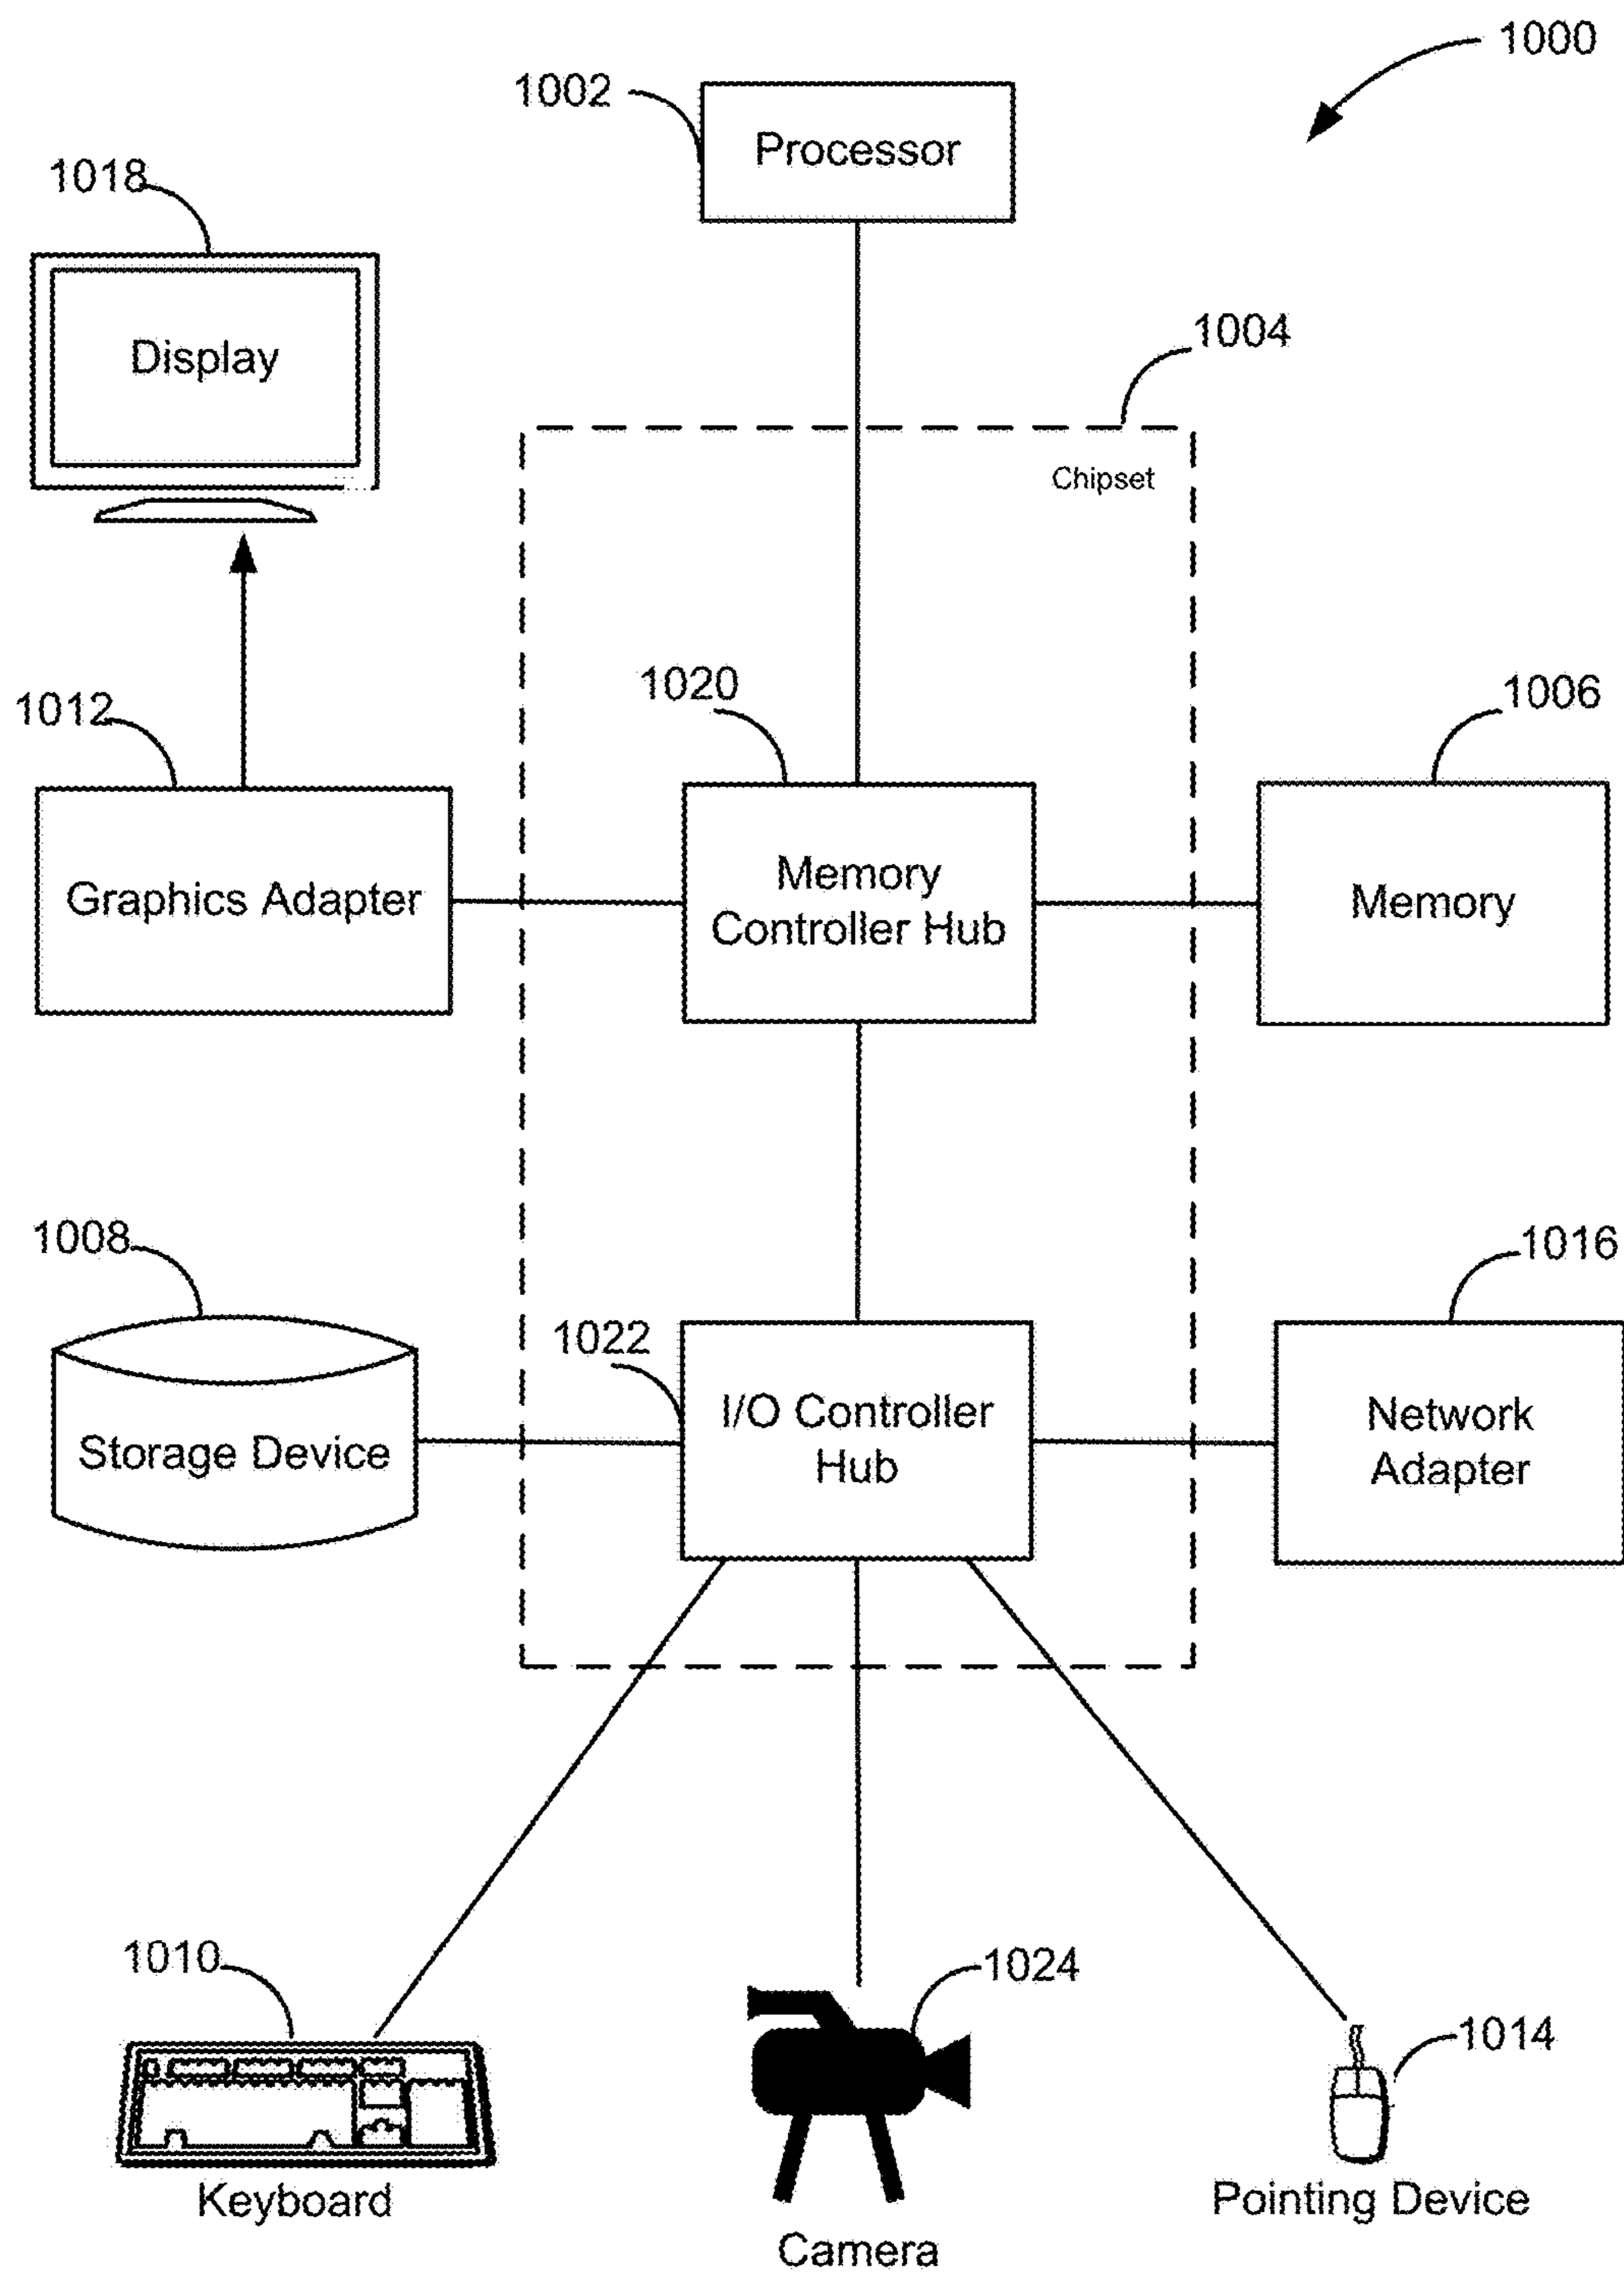 1000
1002
Processor
1018
Display
1004
Chipset
1020
1006
1012
Memory
Controller Hub
Graphics Adapter
Memory
1008
1016
1022
I/O Controller
Hub
Storage Device
Network
Adapter
1010
1024
1014
Keyboard
Pointing Device
Camera